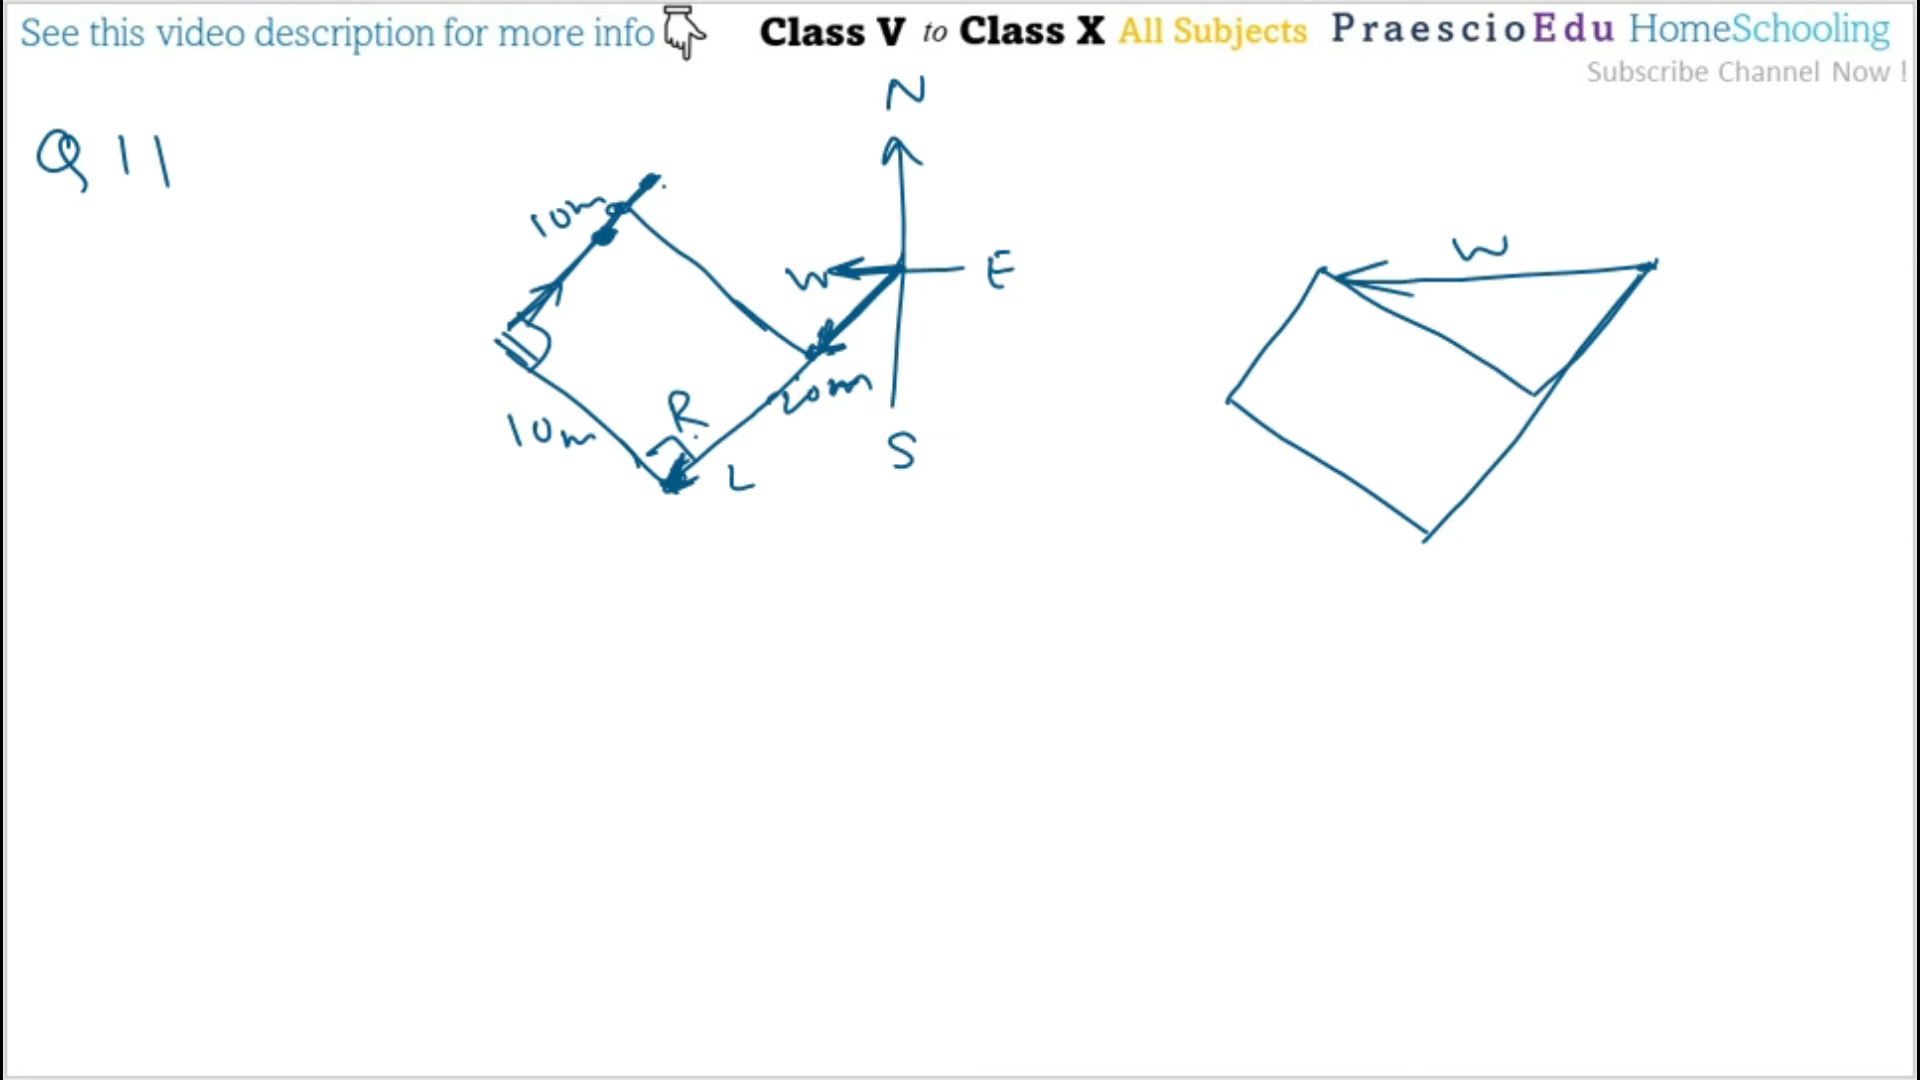 See this video description for more info Class V to Class X All Subjects PraescioEdu HomeSchooling
Subscribe Channel Now !
N
Q 11
10m
W E
W
20m
R
10m
L
S